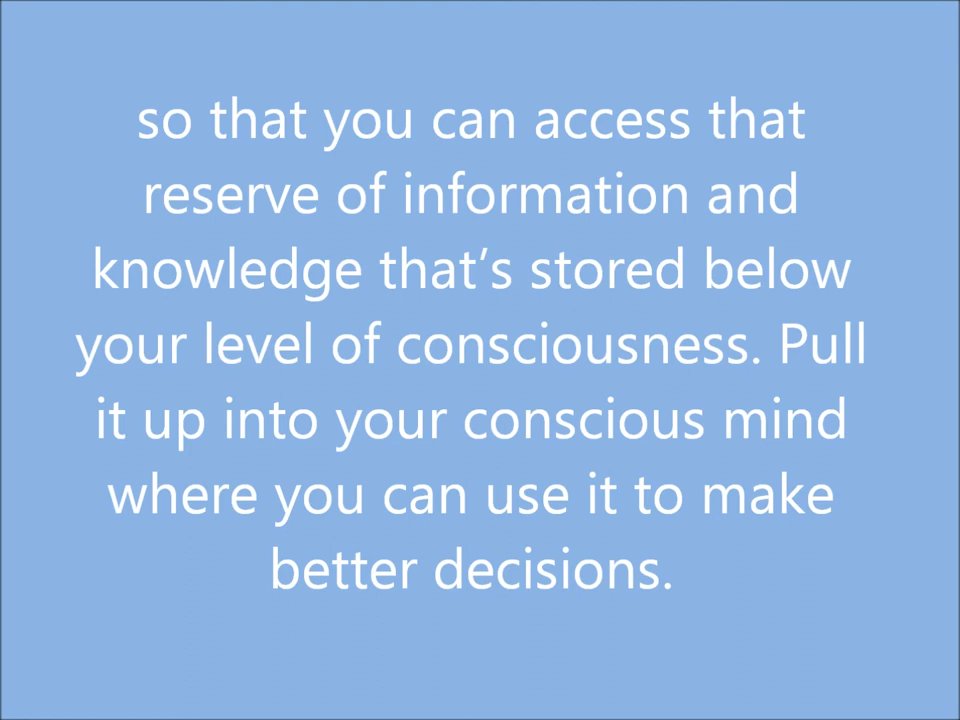 so that you can access that
reserve of information and
knowledge that’s stored below
your level of consciousness. Pull
it up into your conscious mind
where you can use it to make
better decisions.